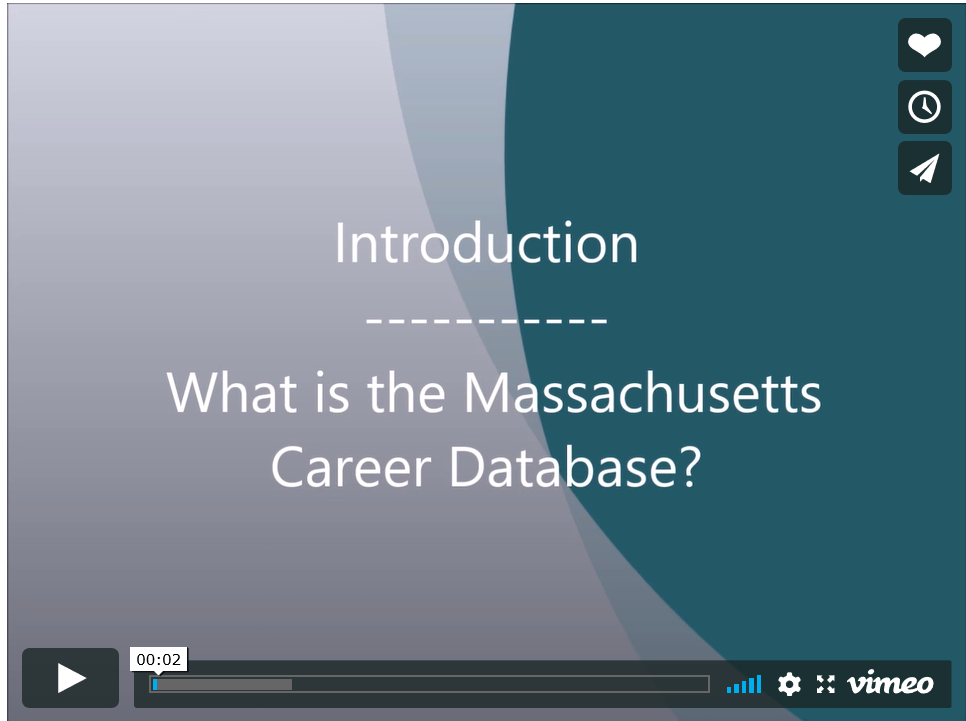 Introduction
-----------
What is the Massachusetts
Career Database?
00:02
vimeo